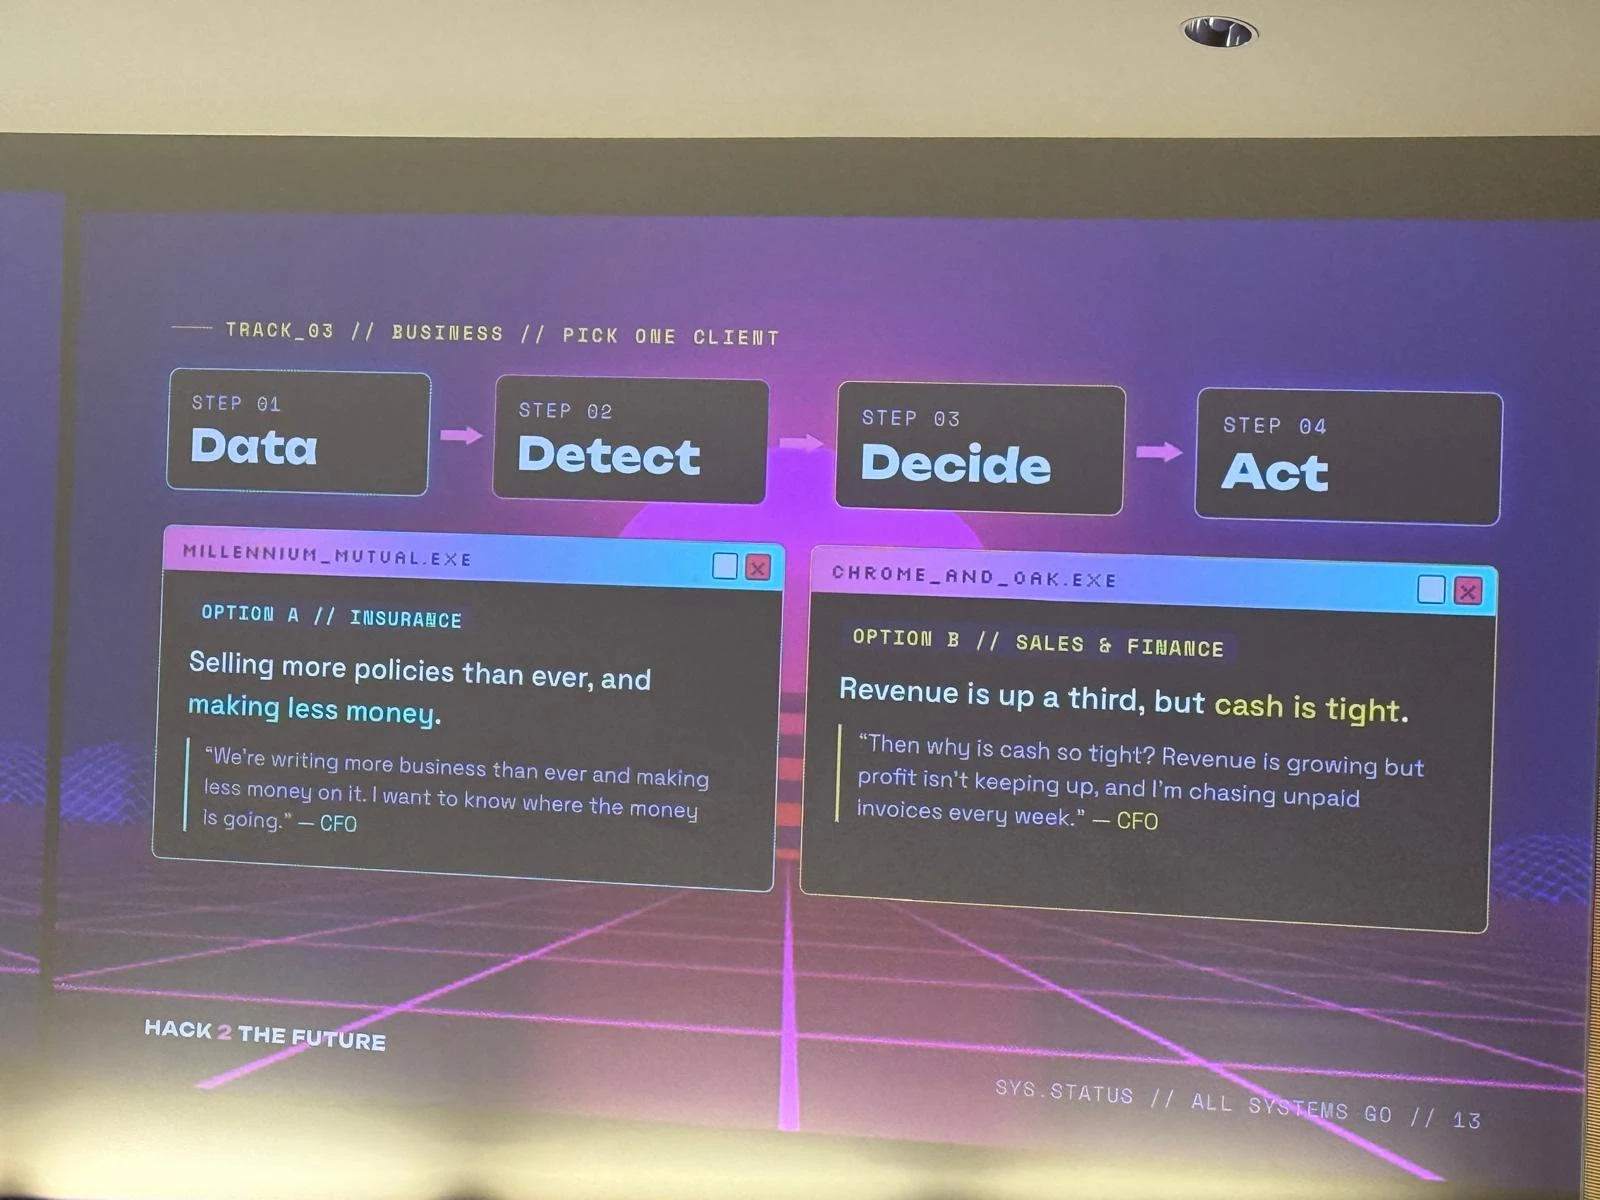 TRACK_03 // BUSINESS // PICK ONE CLIENT
STEP 01
Data
STEP 02
Detect
STEP 03
Decide
STEP 04
Act
MILLENNIUM_MUTUAL.EXE
OPTION A // INSURANCE
Selling more policies than ever, and
making less money.
“We’re writing more business than ever and making
less money on it. I want to know where the money
is going.” — CFO
CHROME_AND_OAK.EXE
OPTION B // SALES & FINANCE
Revenue is up a third, but cash is tight.
“Then why is cash so tight? Revenue is growing but
profit isn’t keeping up, and I’m chasing unpaid
invoices every week.” — CFO
HACK 2 THE FUTURE
SYS.STATUS // ALL SYSTEMS GO // 13